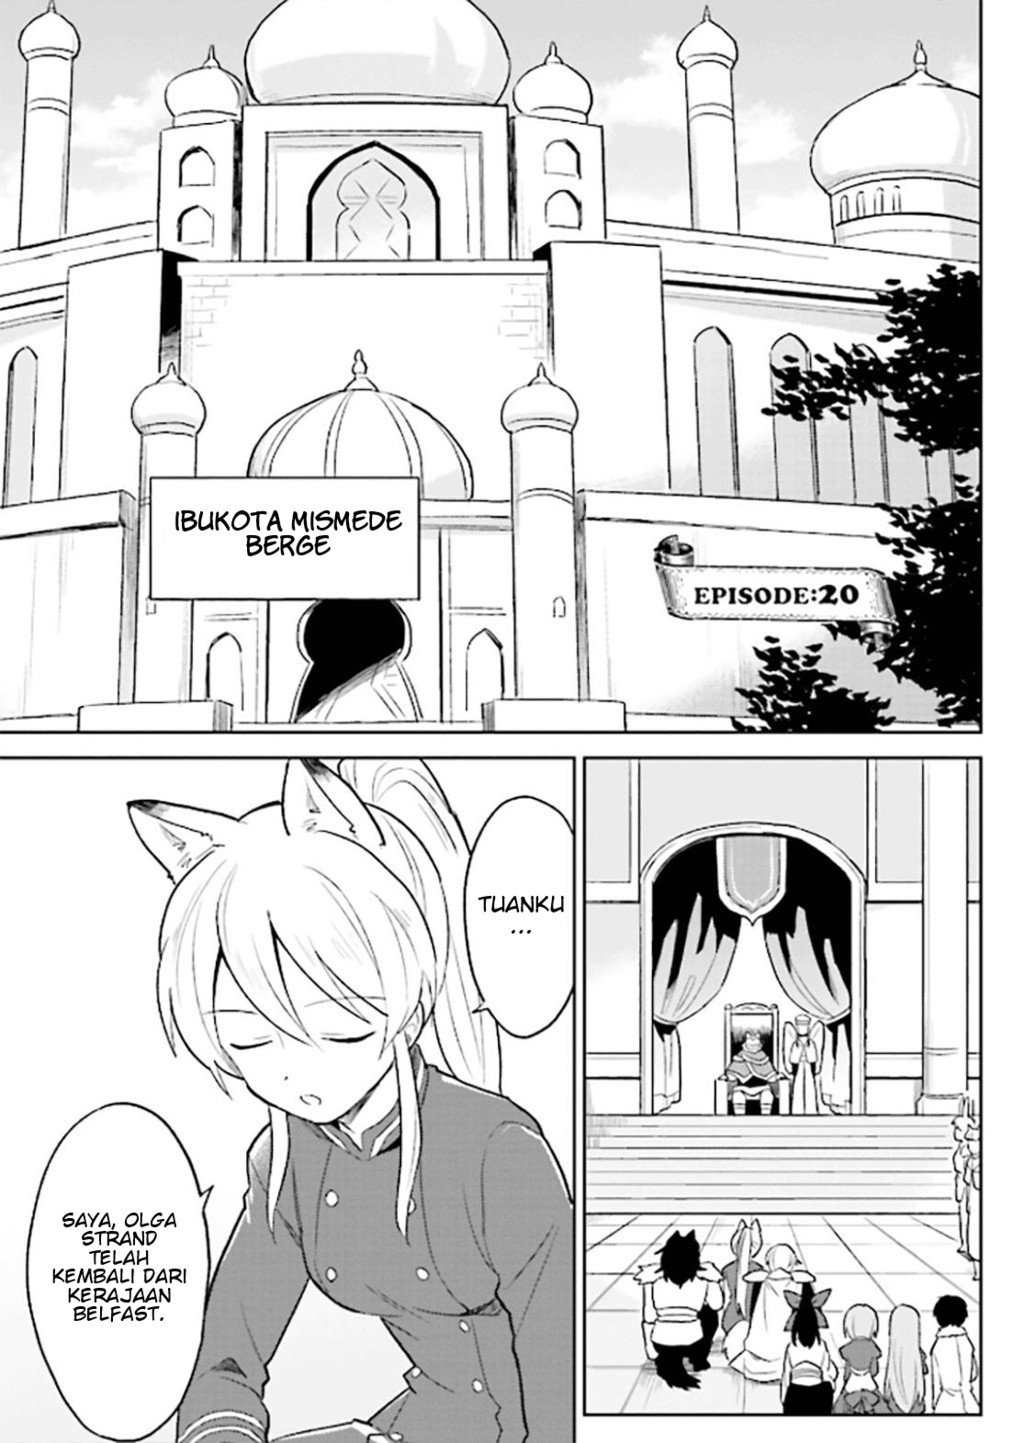 IBUKOTA MISMEDE
BERGE
EPISODE:20
TUANKU
...
SAYA, OLGA
STRAND
TELAH
KEMBALI DARI
KERAJAAN
BELFAST.